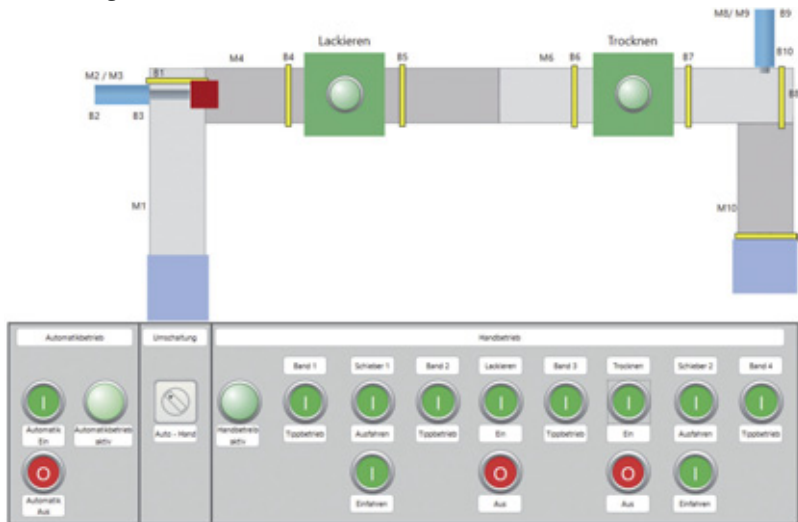 M8/ M9
B9
Lackieren
Trocknen
M4
B4
B5
M6
B6
B7
B10
M2 / M3
B1
B8
B2
B3
M1
M10
Automatikbetrieb
Umschaltung
Handbetrieb
Band 1
Schieber 1
Band 2
Lackieren
Band 3
Trocknen
Schieber 2
Band 4
Automatik
Ein
Automatikbetrieb
aktiv
Auto - Hand
Handbetrieb
aktiv
Tippbetrieb
Ausfahren
Tippbetrieb
Ein
Tippbetrieb
Ein
Ausfahren
Tippbetrieb
Automatik
Aus
Einfahren
Aus
Aus
Einfahren